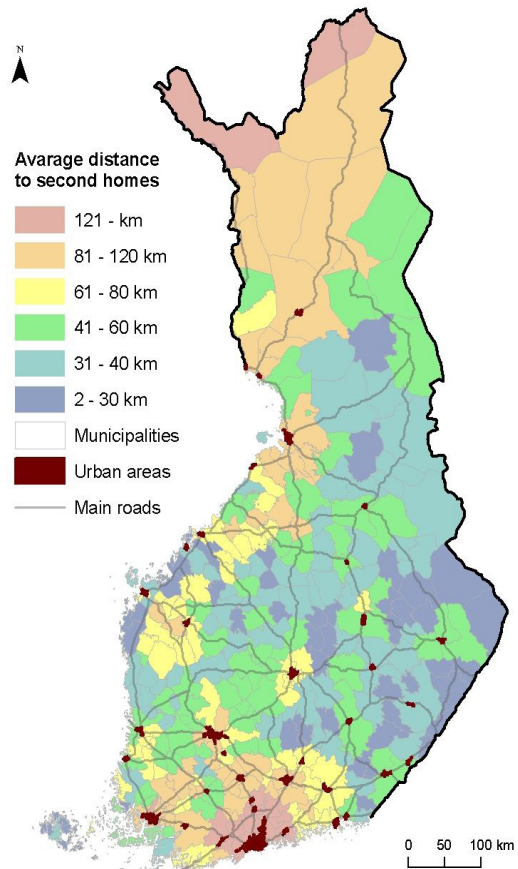 N
Avarage distance
to second homes
121 - km
81 - 120 km
61 - 80 km
41 - 60 km
31 - 40 km
2 - 30 km
Municipalities
Urban areas
Main roads
0 50 100 km